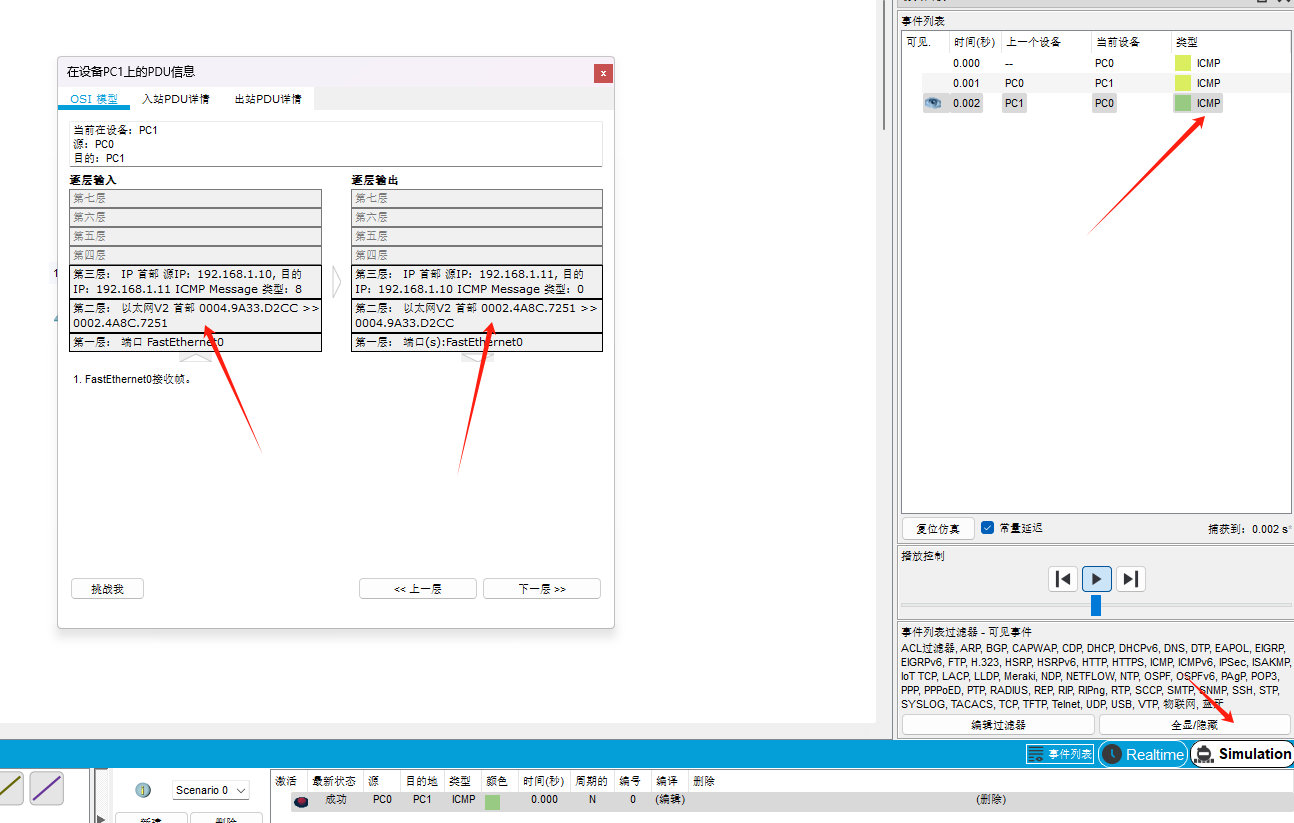 在设备PC1上的PDU信息
x
OSI 模型
入站PDU详情
出站PDU详情
当前在设备: PC1
源: PC0
目的: PC1
逐层输入
第七层
第六层
第五层
第四层
第三层: IP 首部 源IP: 192.168.1.10, 目的
IP: 192.168.1.11 ICMP Message 类型: 8
第二层: 以太网V2 首部 0004.9A33.D2CC >>
0002.4A8C.7251
第一层: 端口 FastEthernet0
逐层输出
第七层
第六层
第五层
第四层
第三层: IP 首部 源IP: 192.168.1.11, 目的
IP: 192.168.1.10 ICMP Message 类型: 0
第二层: 以太网V2 首部 0002.4A8C.7251 >>
0004.9A33.D2CC
第一层: 端口(s):FastEthernet0
1. FastEthernet0接收帧。
挑战我
<< 上一层
下一层 >>
事件列表
可见. 时间(秒) 上一个设备 当前设备 类型
0.000 -- PC0 ICMP
0.001 PC0 PC1 ICMP
0.002 PC1 PC0 ICMP
复位仿真
常量延迟
捕获到: 0.002 s*
播放控制
事件列表过滤器 - 可见事件
ACL过滤器, ARP, BGP, CAPWAP, CDP, DHCP, DHCPv6, DNS, DTP, EAPOL, EIGRP,
EIGRPv6, FTP, H.323, HSRP, HSRPv6, HTTP, HTTPS, ICMP, ICMPv6, IPSec, ISAKMP,
IoT TCP, LACP, LLDP, Meraki, NDP, NETFLOW, NTP, OSPF, OSPFv6, PAgP, POP3,
PPP, PPPoED, PTP, RADIUS, REP, RIP, RIPng, RTP, SCCP, SMTP, SNMP, SSH, STP,
SYSLOG, TACACS, TCP, TFTP, Telnet, UDP, USB, VTP, 物联网, 蓝牙
编辑过滤器
全显/隐藏
事件列表
Realtime
Simulation
Scenario 0
新建
删除
激活 最新状态 源 目的地 类型 颜色 时间(秒) 周期的 编号 编译 删除
成功 PC0 PC1 ICMP 0.000 N 0 (编辑) (删除)